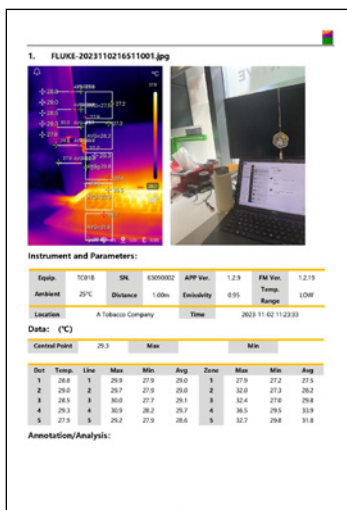 1. FLUKE-2023110216511001.jpg
°C
Instrument and Parameters:
Equip. TC01B SN. 63090002 APP Ver. 1.2.9 FM Ver. 1.2.19
Ambient 25°C Distance 1.00m Emissivity 0.95 Temp. Range LOW
Location A Tobacco Company Time 2023-11-02 11:23:33
Data: (°C)
Central Point 29.3 Max Min
Dot Temp. Line Max Min Avg Zone Max Min Avg
1 28.8 1 29.9 27.9 29.0 1 27.9 27.2 27.5
2 29.0 2 29.7 27.9 29.0 2 32.0 27.3 28.2
3 28.5 3 30.0 27.7 29.1 3 32.4 27.8 29.8
4 29.3 4 30.9 28.2 29.7 4 36.5 29.5 33.9
5 27.9 5 29.2 27.9 28.6 5 32.7 29.8 31.8
Annotation/Analysis: